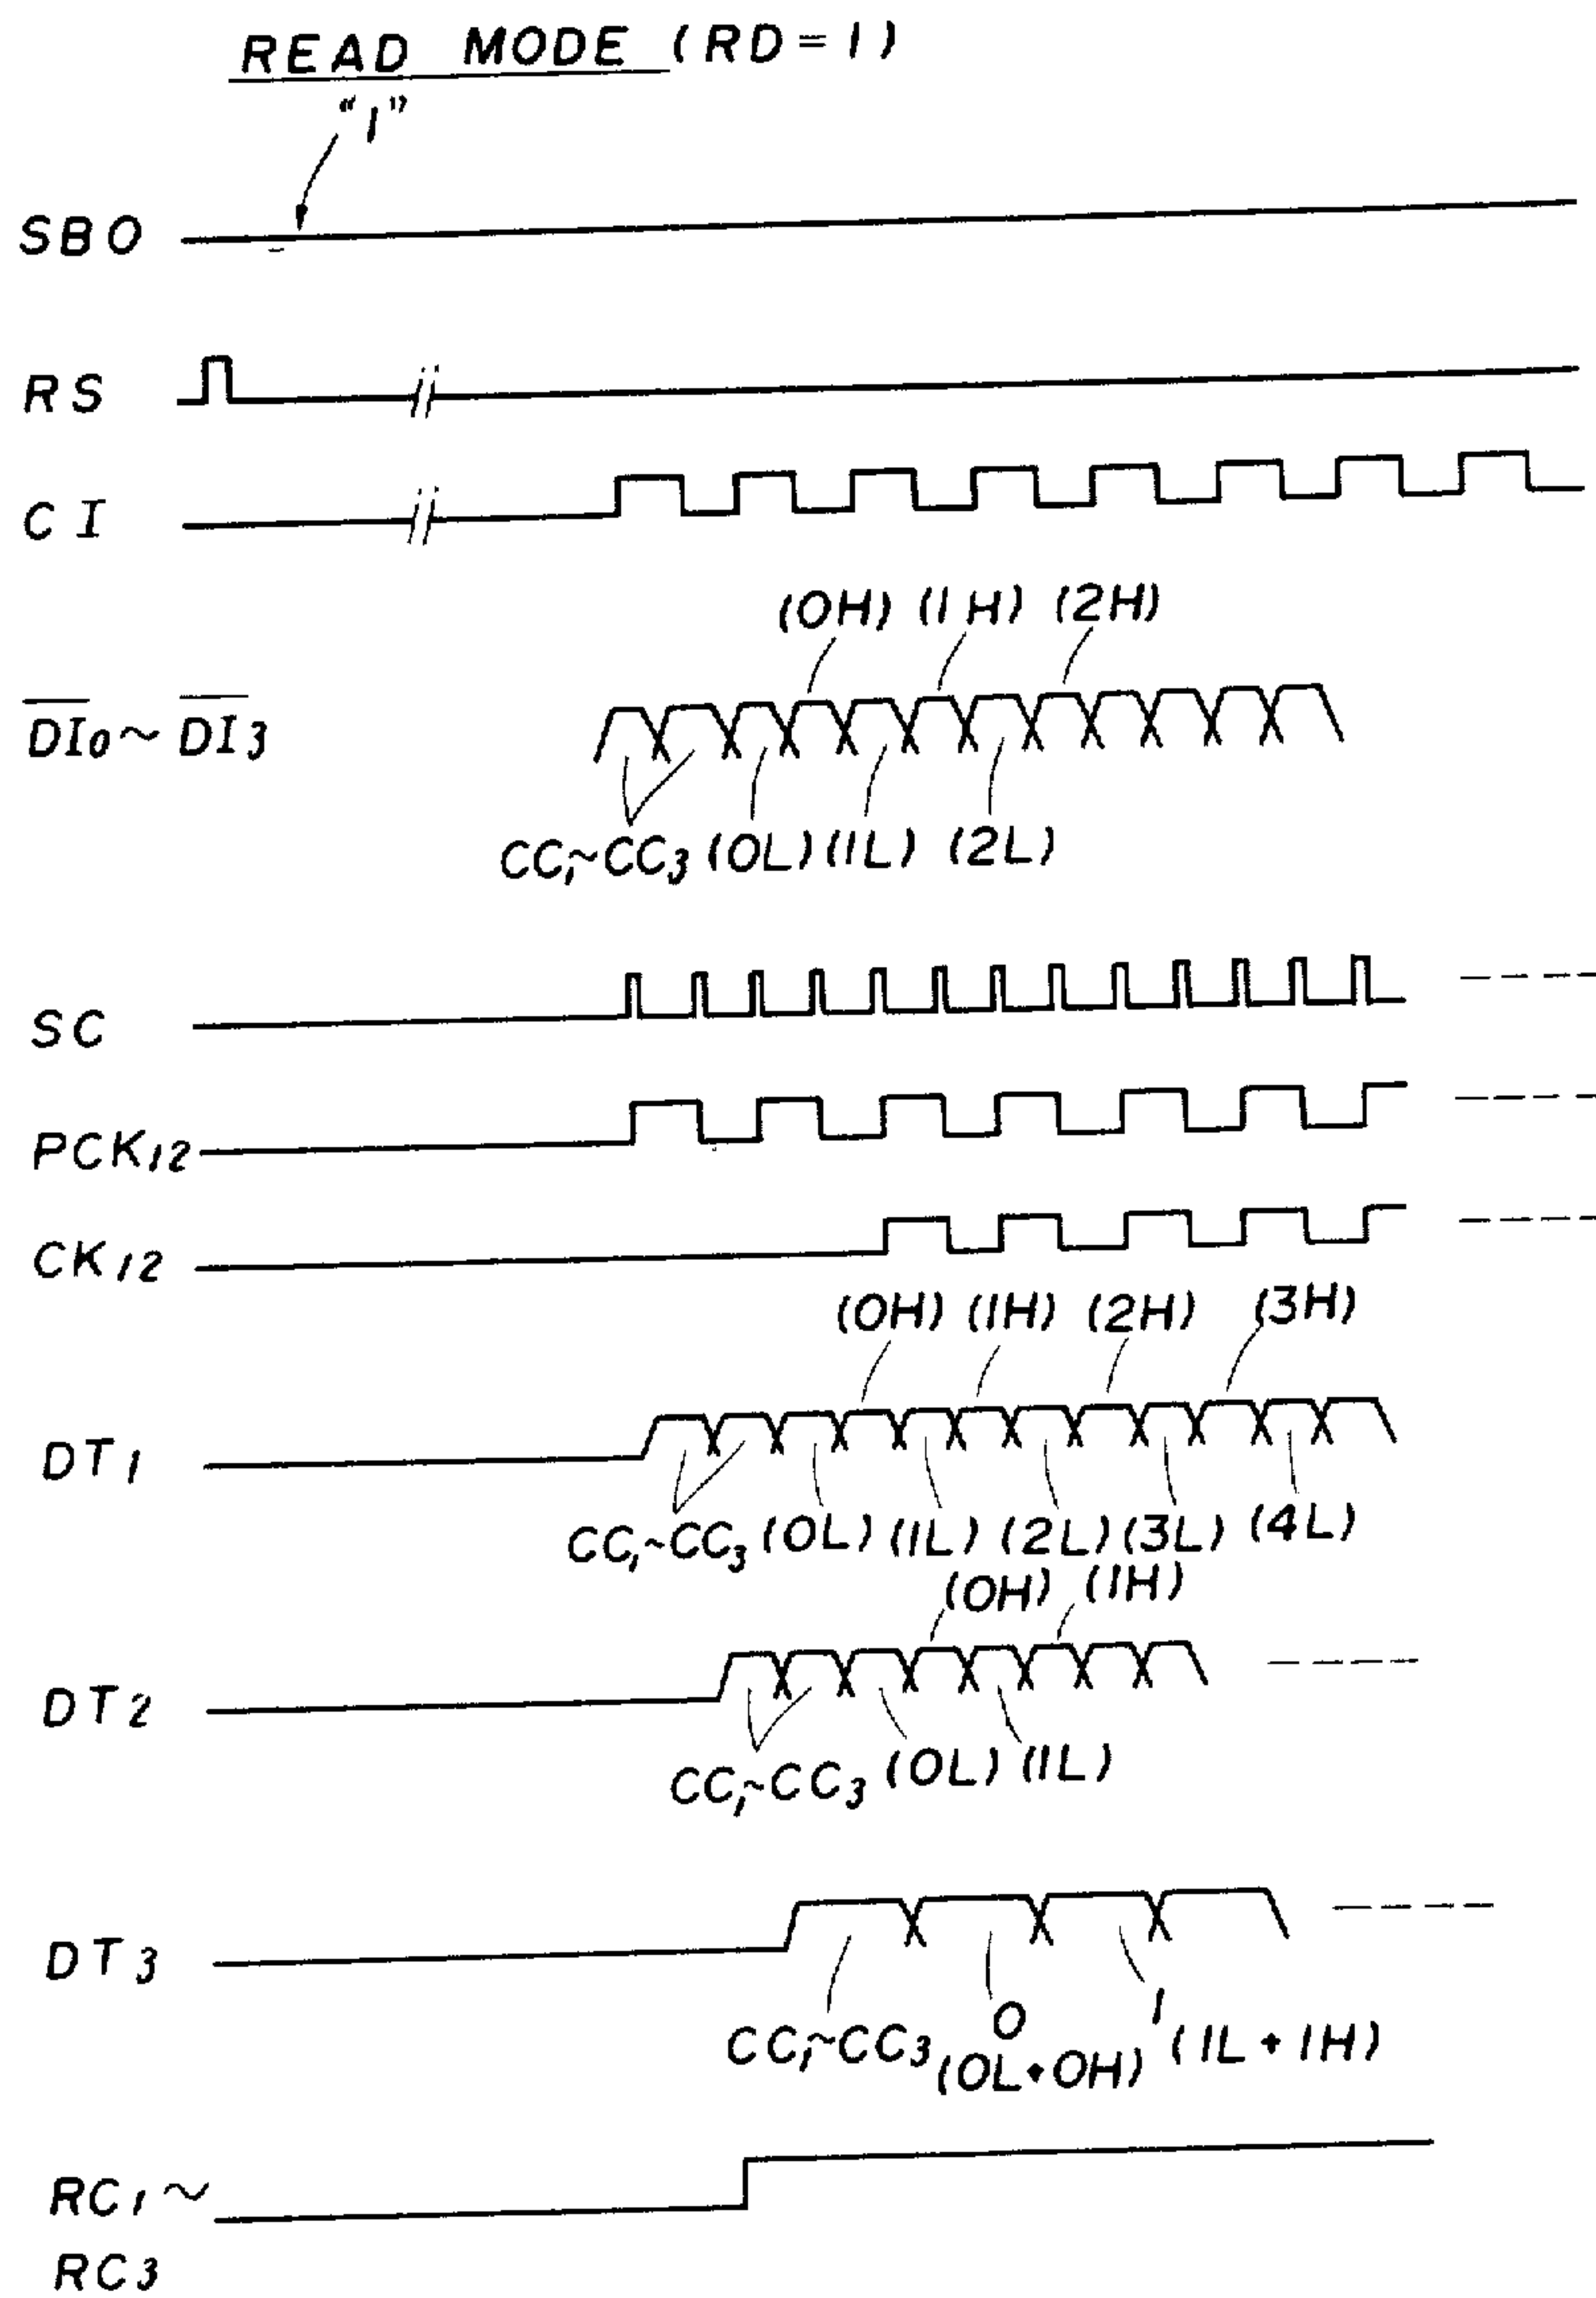 READ MODE (RD=1)
"1"
SBO
RS
CI
(0H) (1H) (2H)
D̅I̅0~D̅I̅3
CC1~CC3 (0L) (1L) (2L)
SC
PCK12
CK12
(0H) (1H) (2H) (3H)
DT1
CC1~CC3 (0L) (1L) (2L) (3L) (4L)
(0H) (1H)
DT2
CC1~CC3 (0L) (1L)
DT3
CC1~CC3 0 1 (1L+1H)
(0L+0H)
RC1~
RC3